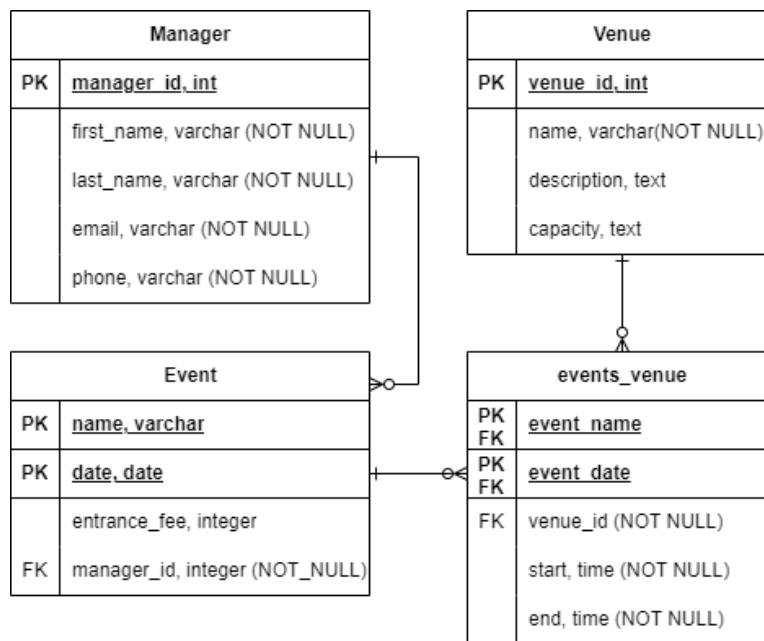 Manager
PK manager_id, int
first_name, varchar (NOT NULL)
last_name, varchar (NOT NULL)
email, varchar (NOT NULL)
phone, varchar (NOT NULL)
Venue
PK venue_id, int
name, varchar(NOT NULL)
description, text
capacity, text
Event
PK name, varchar
PK date, date
entrance_fee, integer
FK manager_id, integer (NOT_NULL)
events_venue
PK
FK event_name
PK
FK event_date
FK venue_id (NOT NULL)
start, time (NOT NULL)
end, time (NOT NULL)